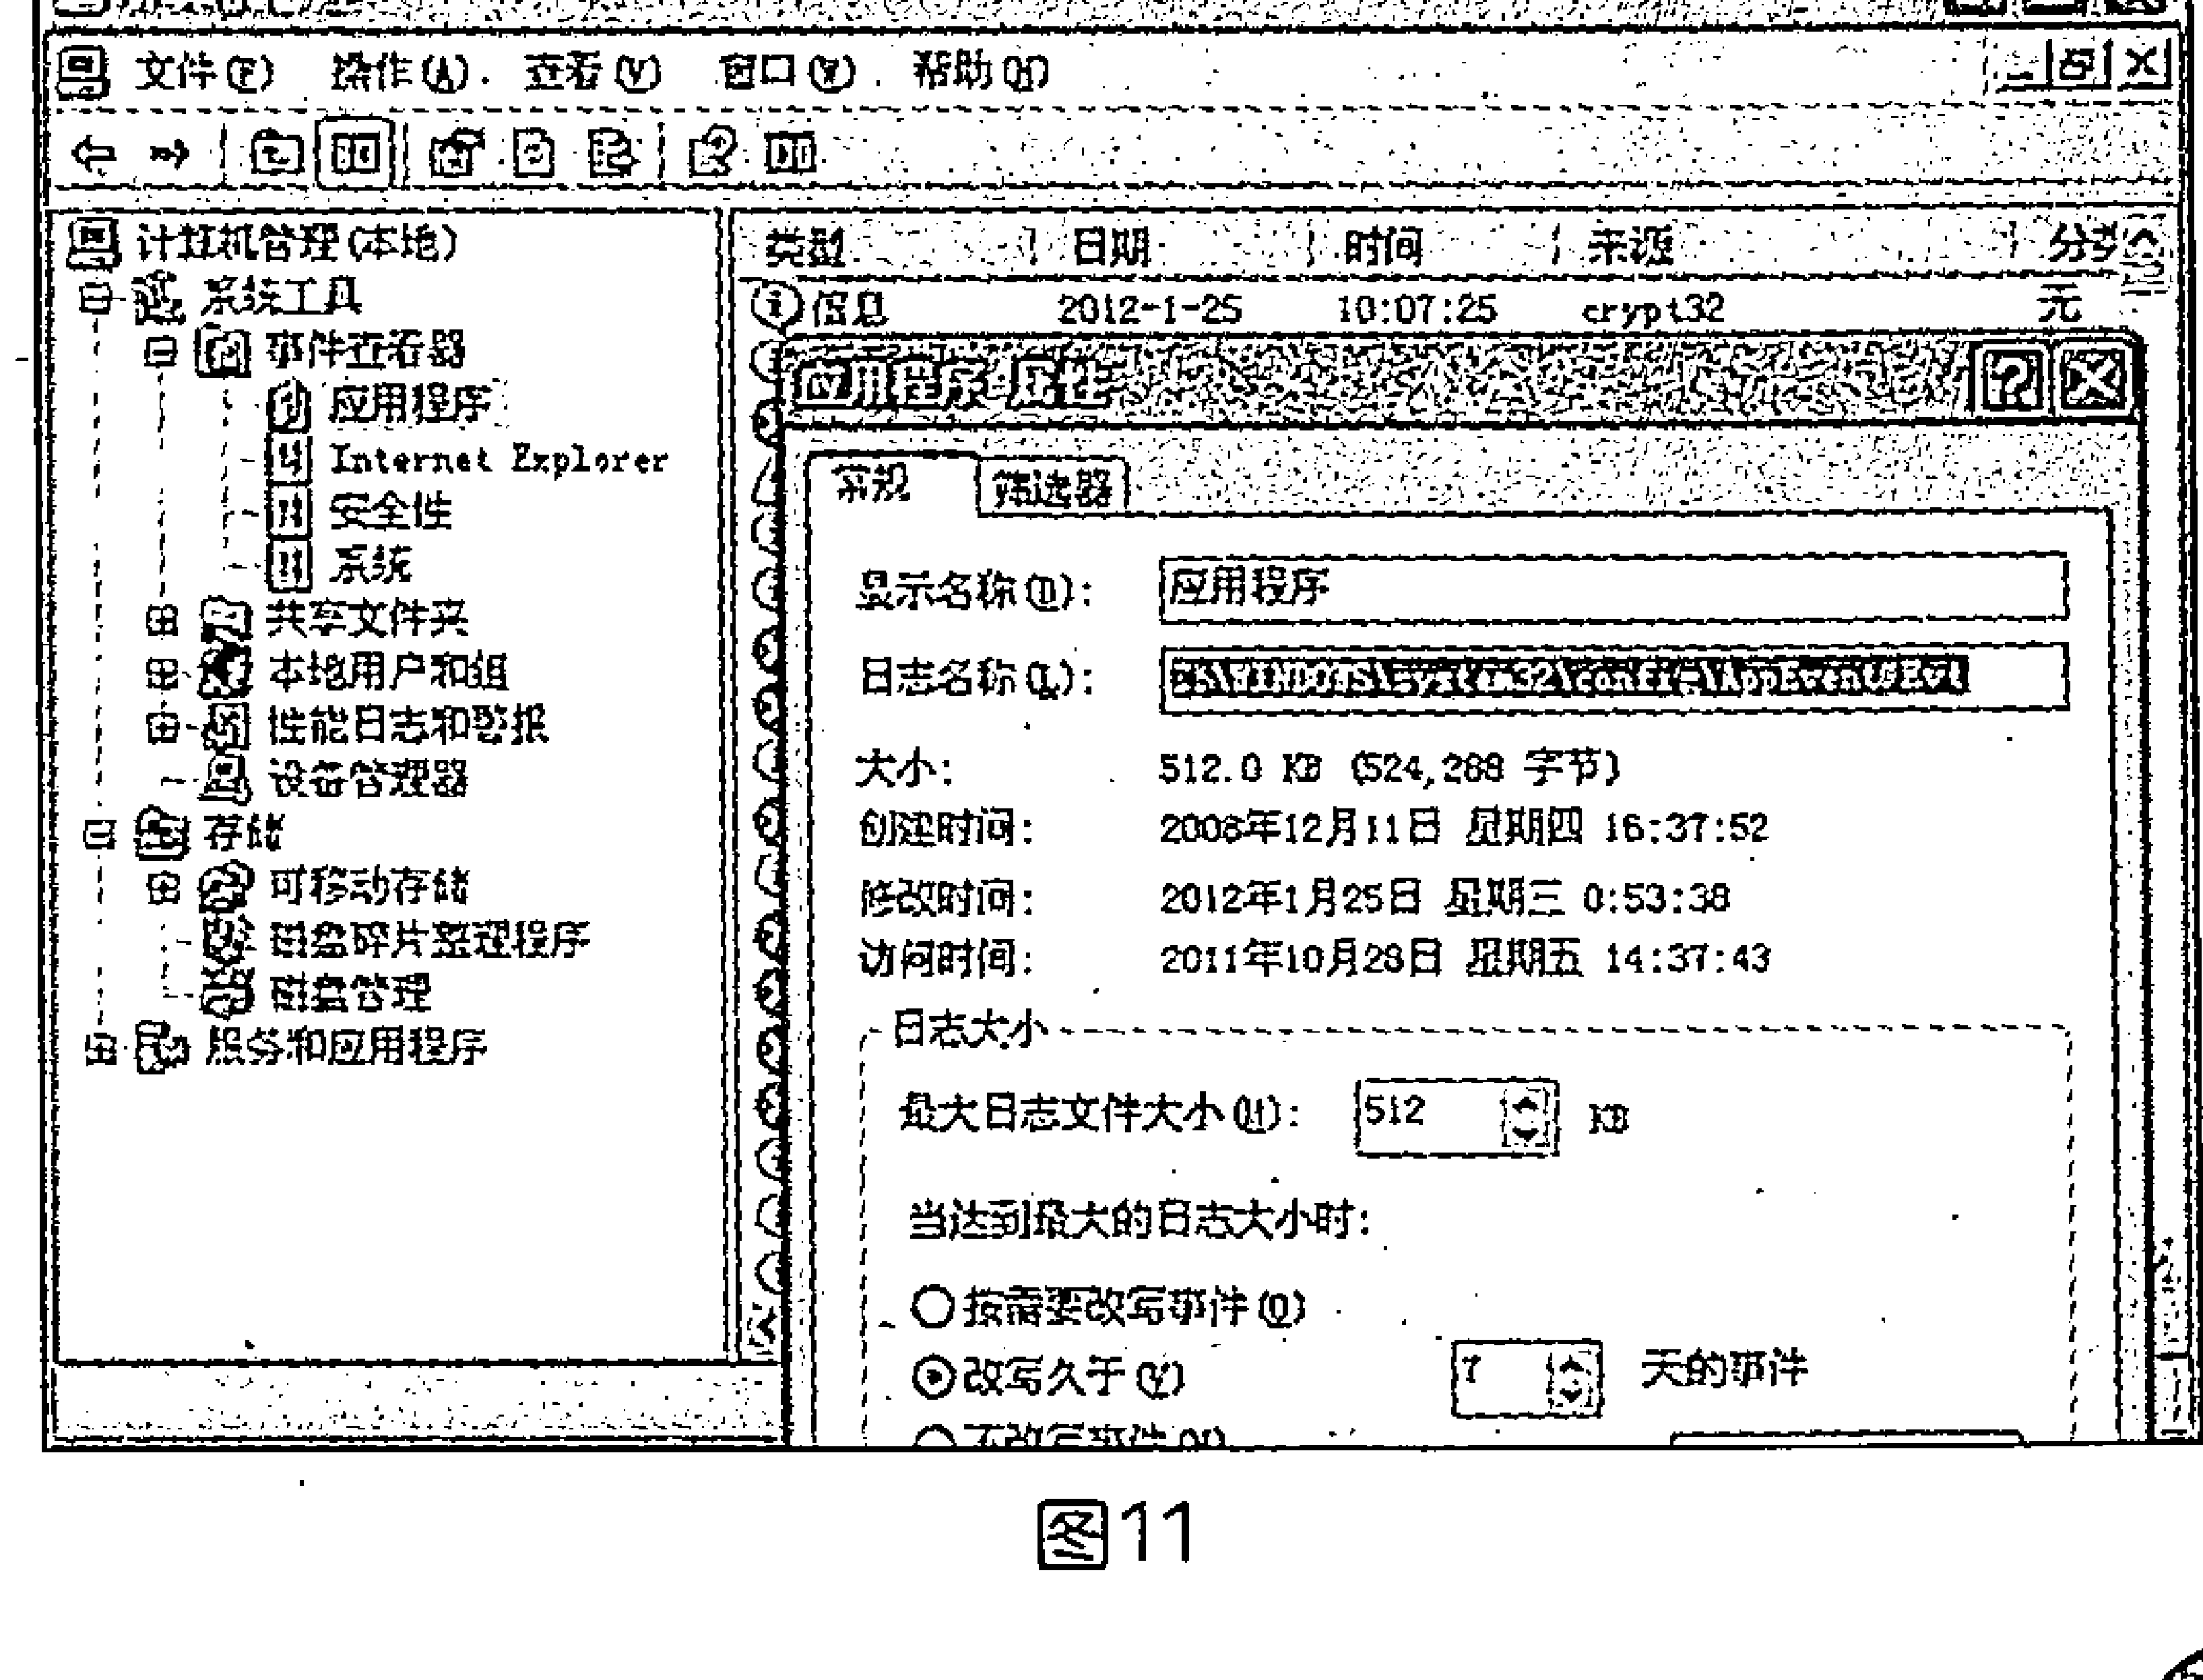 文件(F) 操作(A) 查看(V) 窗口(W) 帮助(H)
计算机管理(本地)
系统工具
事件查看器
应用程序
Internet Explorer
安全性
系统
共享文件夹
本地用户和组
性能日志和警报
设备管理器
存储
可移动存储
磁盘碎片整理程序
磁盘管理
服务和应用程序
类型 日期 时间 来源
信息 2012-1-25 10:07:25 crypt32 无
应用程序 属性
常规 筛选器
显示名称(D): 应用程序
日志名称(L): C:\WINDOWS\system32\config\AppEvent.Evt
大小: 512.0 KB (524,288 字节)
创建时间: 2008年12月11日 星期四 16:37:52
修改时间: 2012年1月25日 星期三 0:53:38
访问时间: 2011年10月28日 星期五 14:37:43
日志大小
最大日志文件大小(M): 512 KB
当达到最大的日志大小时:
按需要改写事件(O)
改写久于(V) 7 天的事件
不改写事件(N)
图11